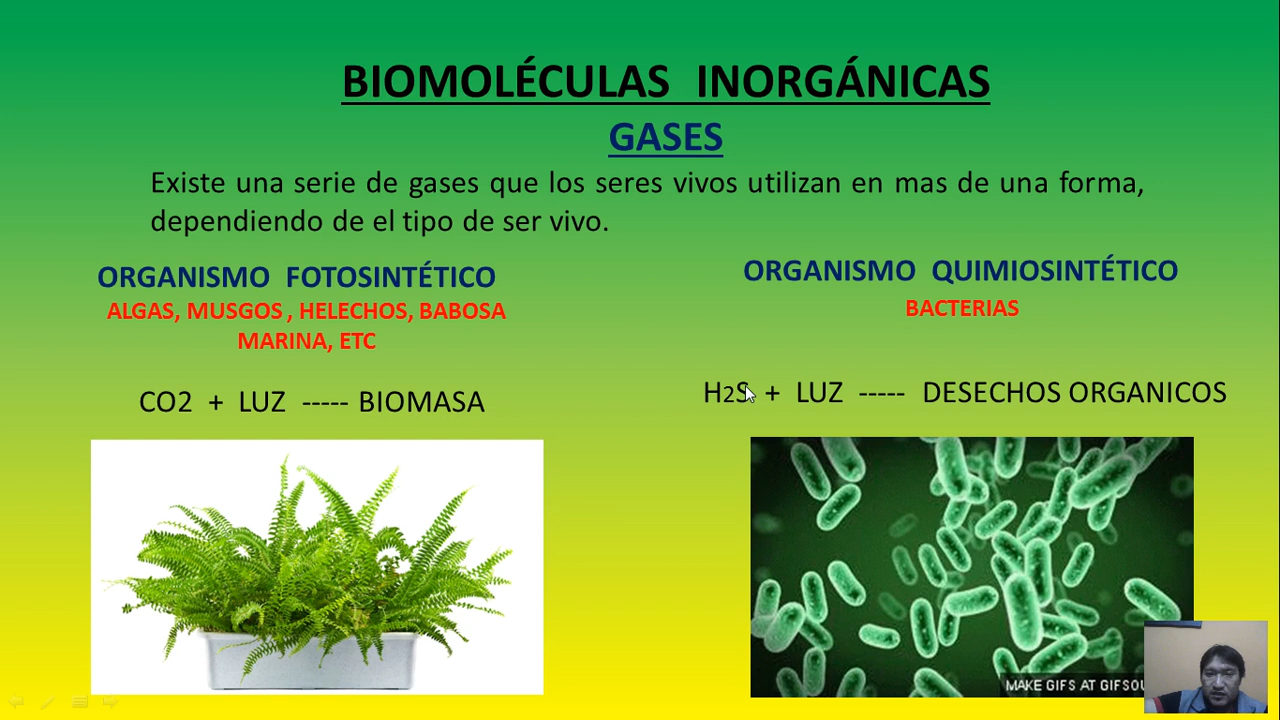 BIOMOLÉCULAS INORGÁNICAS
GASES
Existe una serie de gases que los seres vivos utilizan en mas de una forma,
dependiendo de el tipo de ser vivo.
ORGANISMO FOTOSINTÉTICO
ALGAS, MUSGOS , HELECHOS, BABOSA
MARINA, ETC
CO2 + LUZ ----- BIOMASA
ORGANISMO QUIMIOSINTÉTICO
BACTERIAS
H2S + LUZ ----- DESECHOS ORGANICOS
MAKE GIFS AT GIFSOU